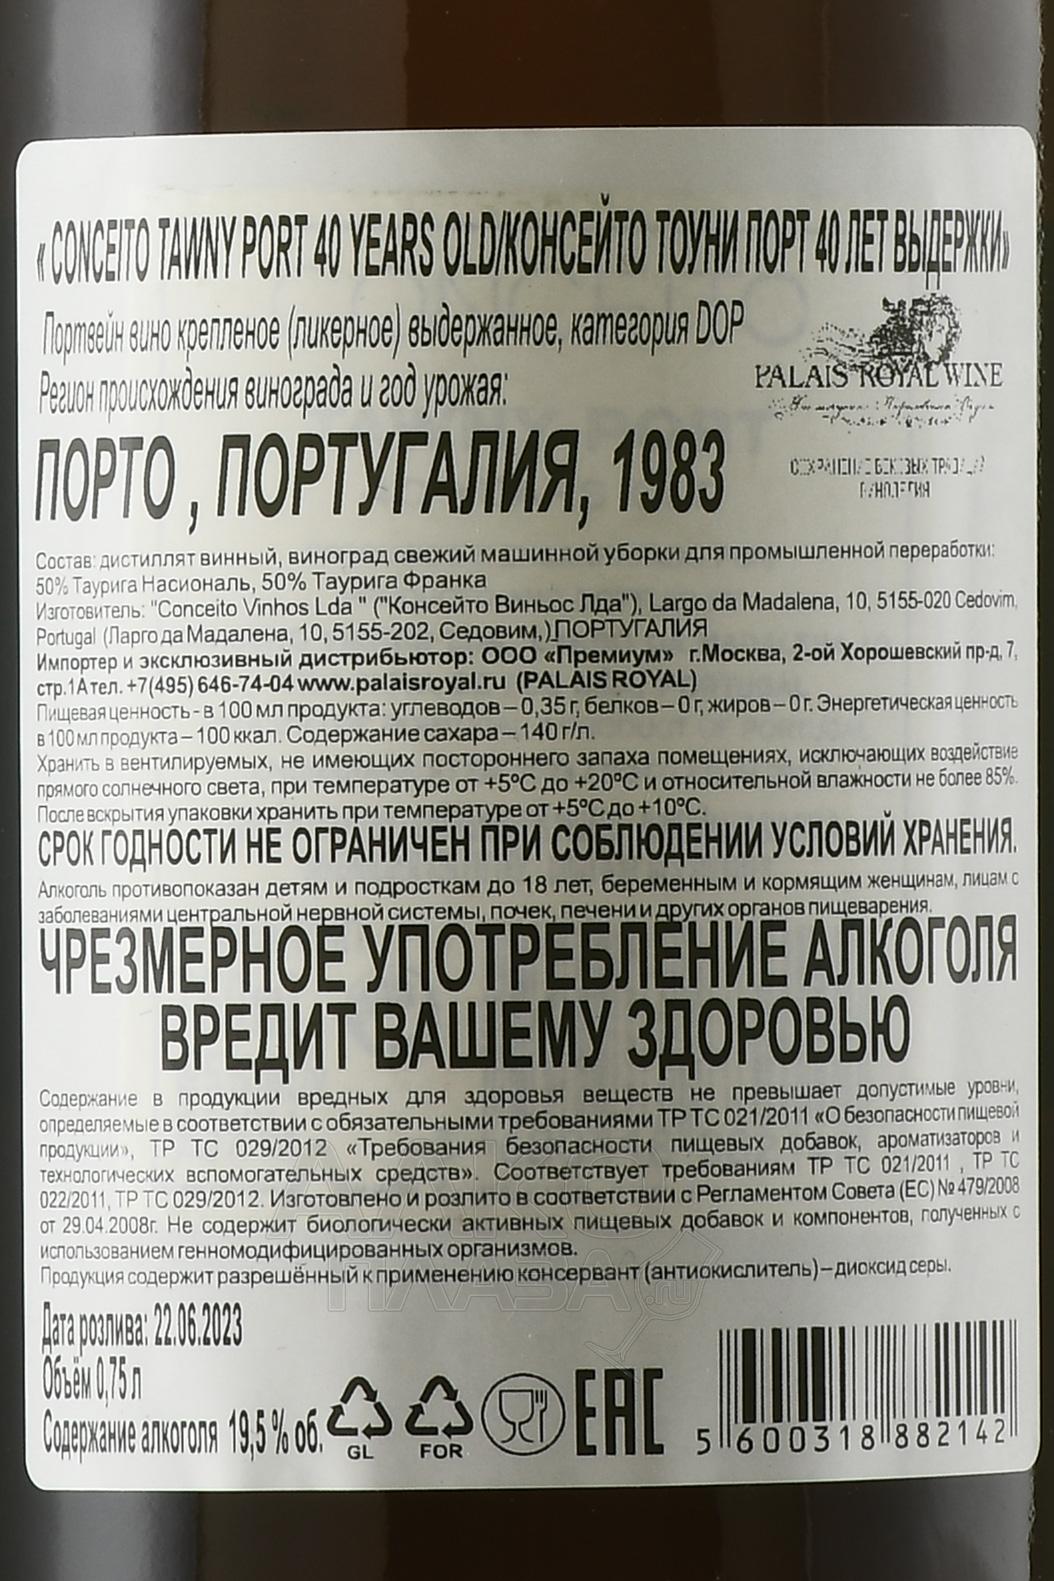 « CONCEITO TAWNY PORT 40 YEARS OLD/КОНСЕЙТО ТОУНИ ПОРТ 40 ЛЕТ ВЫДЕРЖКИ»
Портвейн вино крепленое (ликерное) выдержанное, категория DOP
Регион происхождения винограда и год урожая:
PALAIS ROYAL WINE
ПОРТО , ПОРТУГАЛИЯ, 1983
Состав: дистиллят винный, виноград свежий машинной уборки для промышленной переработки:
50% Таурига Насиональ, 50% Таурига Франка
Изготовитель: "Conceito Vinhos Lda " ("Консейто Виньос Лда"), Largo da Madalena, 10, 5155-020 Cedovim,
Portugal (Ларго да Мадалена, 10, 5155-202, Седовим,) ПОРТУГАЛИЯ
Импортер и эксклюзивный дистрибьютор: ООО «Премиум» г.Москва, 2-ой Хорошевский пр-д, 7,
стр.1А тел. +7(495) 646-74-04 www.palaisroyal.ru (PALAIS ROYAL)
Пищевая ценность - в 100 мл продукта: углеводов – 0,35 г, белков – 0 г, жиров – 0 г. Энергетическая ценность
в 100 мл продукта – 100 ккал. Содержание сахара – 140 г/л.
Хранить в вентилируемых, не имеющих постороннего запаха помещениях, исключающих воздействие
прямого солнечного света, при температуре от +5ºС до +20ºС и относительной влажности не более 85%.
После вскрытия упаковки хранить при температуре от +5ºС до +10ºС.
СРОК ГОДНОСТИ НЕ ОГРАНИЧЕН ПРИ СОБЛЮДЕНИИ УСЛОВИЙ ХРАНЕНИЯ.
Алкоголь противопоказан детям и подросткам до 18 лет, беременным и кормящим женщинам, лицам с
заболеваниями центральной нервной системы, почек, печени и других органов пищеварения.
ЧРЕЗМЕРНОЕ УПОТРЕБЛЕНИЕ АЛКОГОЛЯ
ВРЕДИТ ВАШЕМУ ЗДОРОВЬЮ
Содержание в продукции вредных для здоровья веществ не превышает допустимые уровни,
определяемые в соответствии с обязательными требованиями ТР ТС 021/2011 «О безопасности пищевой
продукции», ТР ТС 029/2012 «Требования безопасности пищевых добавок, ароматизаторов и
технологических вспомогательных средств». Соответствует требованиям ТР ТС 021/2011 , ТР ТС
022/2011, ТР ТС 029/2012. Изготовлено и розлито в соответствии с Регламентом Совета (ЕС) № 479/2008
от 29.04.2008г. Не содержит биологически активных пищевых добавок и компонентов, полученных с
использованием генномодифицированных организмов.
Продукция содержит разрешённый к применению консервант (антиокислитель) – диоксид серы.
АЛКО
ПЛАЗА.ru
Дата розлива: 22.06.2023
Объём 0,75 л
Содержание алкоголя 19,5 % об.
GL
FOR
EAC
5 600318 882142